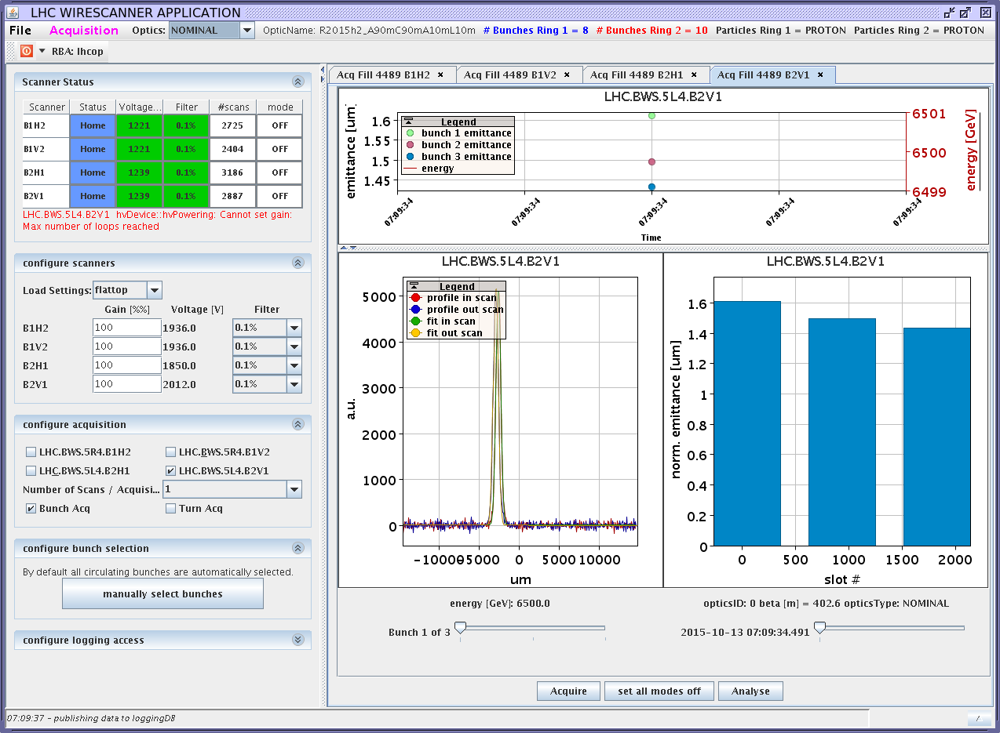 LHC WIRESCANNER APPLICATION
File Acquisition Optics: NOMINAL OpticName: R2015h2_A90mC90mA10mL10m # Bunches Ring 1 = 8 # Bunches Ring 2 = 10 Particles Ring 1 = PROTON Particles Ring 2 = PROTON
RBA: lhcop
Scanner Status
Scanner Status Voltage... Filter #scans mode
B1H2 Home 1221 0.1% 2725 OFF
B1V2 Home 1221 0.1% 2404 OFF
B2H1 Home 1239 0.1% 3186 OFF
B2V1 Home 1239 0.1% 2887 OFF
LHC.BWS.5L4.B2V1 hvDevice::hvPowering: Cannot set gain:
Max number of loops reached
configure scanners
Load Settings: flattop
Gain [%%] Voltage [V] Filter
B1H2 100 1936.0 0.1%
B1V2 100 1936.0 0.1%
B2H1 100 1850.0 0.1%
B2V1 100 2012.0 0.1%
configure acquisition
LHC.BWS.5R4.B1H2 LHC.BWS.5R4.B1V2
LHC.BWS.5L4.B2H1 LHC.BWS.5L4.B2V1
Number of Scans / Acquisi... 1
Bunch Acq Turn Acq
configure bunch selection
By default all circulating bunches are automatically selected.
manually select bunches
configure logging access
Acq Fill 4489 B1H2 × Acq Fill 4489 B1V2 × Acq Fill 4489 B2H1 × Acq Fill 4489 B2V1 ×
LHC.BWS.5L4.B2V1
emittance [um]
1.6
1.55
1.5
1.45
Legend
bunch 1 emittance
bunch 2 emittance
bunch 3 emittance
energy
6501
6500
6499
energy [GeV]
07:09:34 07:09:34 07:09:34 07:09:34 07:09:34
Time
LHC.BWS.5L4.B2V1
Legend
profile in scan
profile out scan
fit in scan
fit out scan
5000
4000
3000
2000
1000
0
a.u.
-10000 -5000 0 5000 10000
um
LHC.BWS.5L4.B2V1
norm. emittance [um]
1.6
1.4
1.2
1
0.8
0.6
0.4
0.2
0
0 500 1000 1500 2000
slot #
energy [GeV]: 6500.0
opticsID: 0 beta [m] = 402.6 opticsType: NOMINAL
Bunch 1 of 3
2015-10-13 07:09:34.491
Acquire set all modes off Analyse
07:09:37 - publishing data to loggingDB